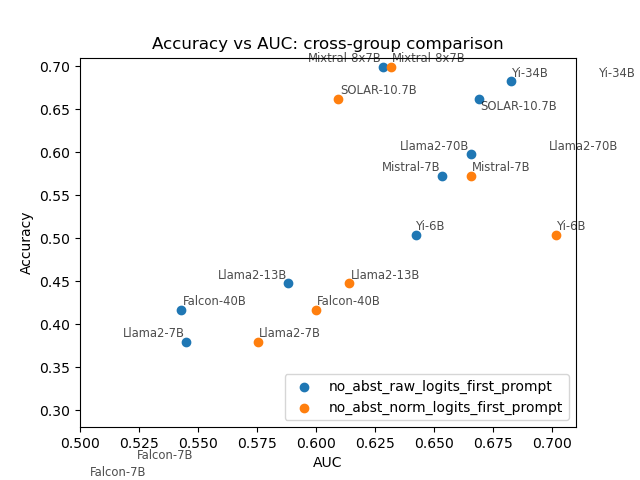 Accuracy vs AUC: cross-group comparison
Mixtral-8x7B Mixtral-8x7B
Yi-34B Yi-34B
SOLAR-10.7B
SOLAR-10.7B
Llama2-70B Llama2-70B
Mistral-7B Mistral-7B
Yi-6B Yi-6B
Llama2-13B Llama2-13B
Falcon-40B Falcon-40B
Llama2-7B Llama2-7B
0.70
0.65
0.60
0.55
0.50
0.45
0.40
0.35
0.30
Accuracy
no_abst_raw_logits_first_prompt
no_abst_norm_logits_first_prompt
0.500 0.525 0.550 0.575 0.600 0.625 0.650 0.675 0.700
AUC
Falcon-7B
Falcon-7B